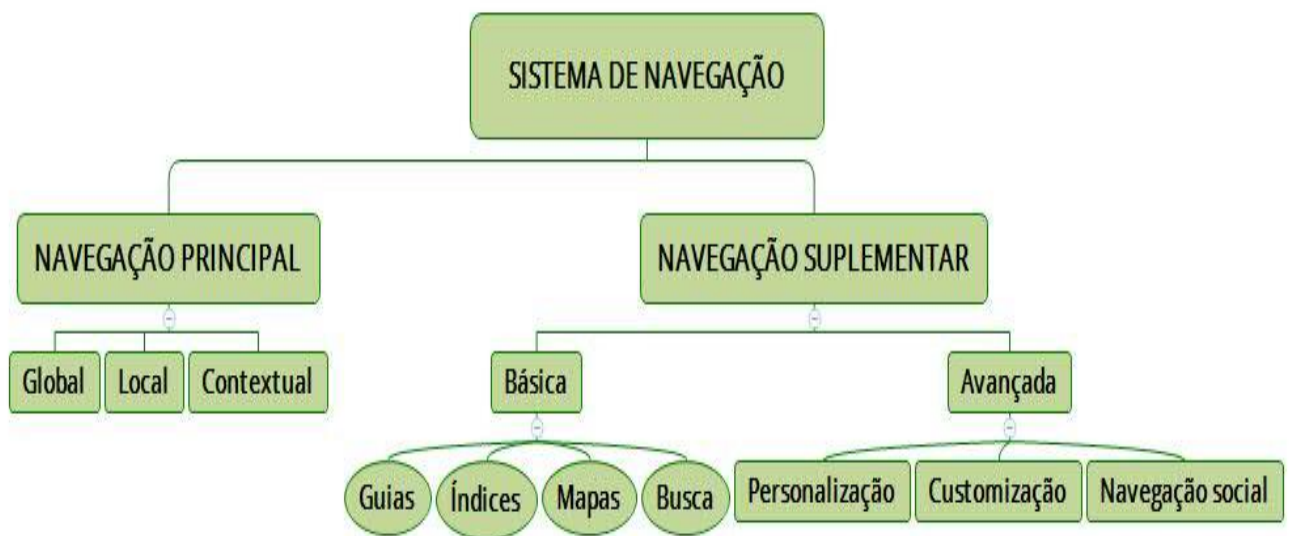 SISTEMA DE NAVEGAÇÃO
NAVEGAÇÃO PRINCIPAL
NAVEGAÇÃO SUPLEMENTAR
Global
Local
Contextual
Básica
Avançada
Guias
Índices
Mapas
Busca
Personalização
Customização
Navegação social